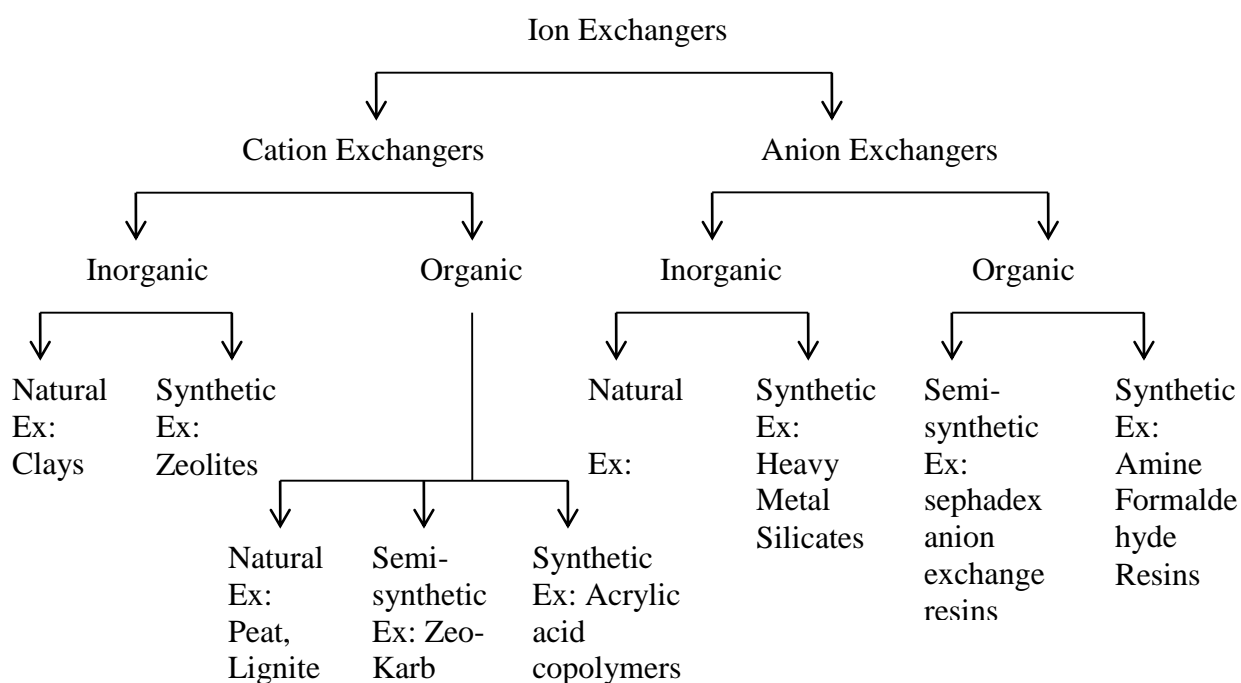 Ion Exchangers
Cation Exchangers
Anion Exchangers
Inorganic
Organic
Inorganic
Organic
Natural
Ex:
Clays
Synthetic
Ex:
Zeolites
Natural
Ex:
Peat,
Lignite
Semi-
synthetic
Ex: Zeo-
Karb
Synthetic
Ex: Acrylic
acid
copolymers
Natural
Ex:
Synthetic
Ex:
Heavy
Metal
Silicates
Semi-
synthetic
Ex:
sephadex
anion
exchange
resins
Synthetic
Ex:
Amine
Formalde
hyde
Resins